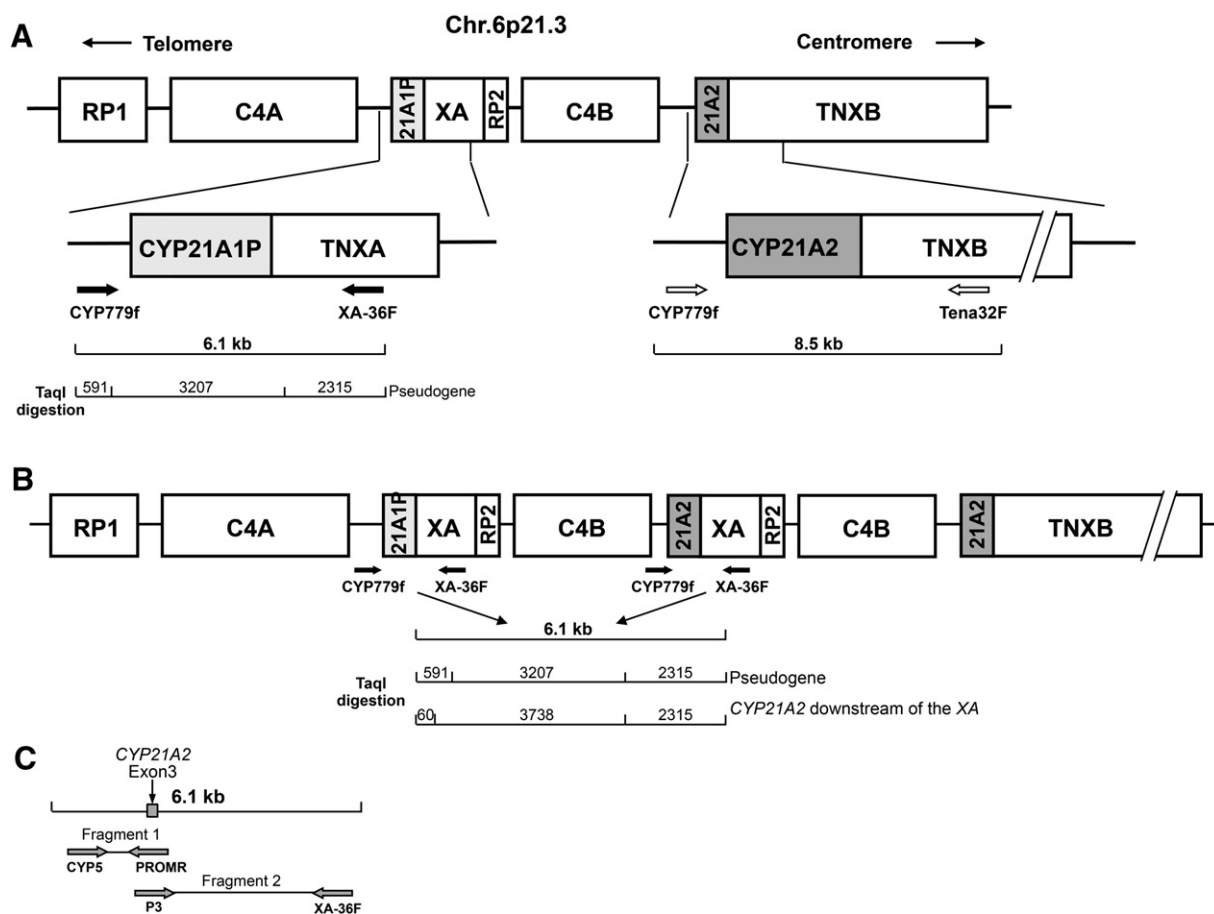 A
Chr.6p21.3
Telomere
Centromere
RP1
C4A
21A1P
XA
RP2
C4B
21A2
TNXB
CYP21A1P
TNXA
CYP21A2
TNXB
CYP779f
XA-36F
CYP779f
Tena32F
6.1 kb
8.5 kb
TaqI
digestion
591
3207
2315
Pseudogene
B
RP1
C4A
21A1P
XA
RP2
C4B
21A2
XA
RP2
C4B
21A2
TNXB
CYP779f
XA-36F
CYP779f
XA-36F
6.1 kb
TaqI
digestion
591
3207
2315
Pseudogene
60
3738
2315
CYP21A2 downstream of the XA
C
CYP21A2
Exon3
6.1 kb
Fragment 1
CYP5
PROMR
Fragment 2
P3
XA-36F